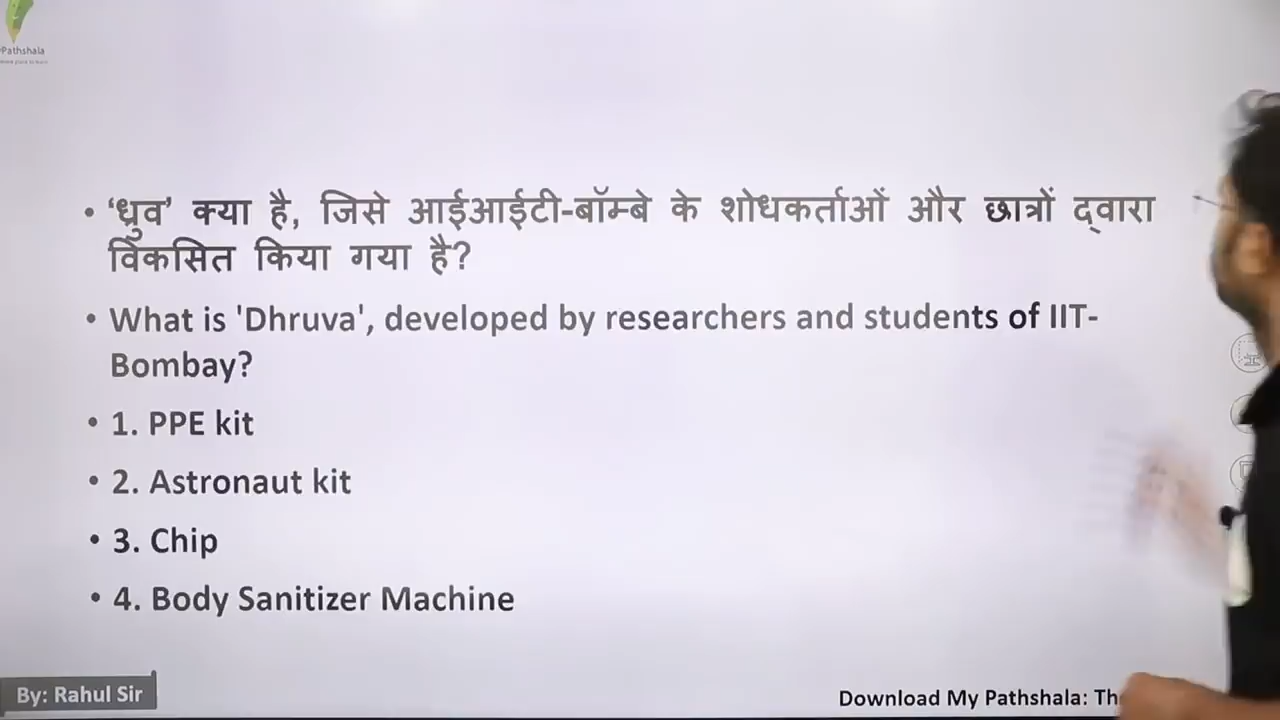 Pathshala
• 'ध्रुव' क्या है, जिसे आईआईटी-बॉम्बे के शोधकर्ताओं और छात्रों द्वारा
विकसित किया गया है?
• What is 'Dhruva', developed by researchers and students of IIT-
Bombay?
• 1. PPE kit
• 2. Astronaut kit
• 3. Chip
• 4. Body Sanitizer Machine
By: Rahul Sir
Download My Pathshala: Th